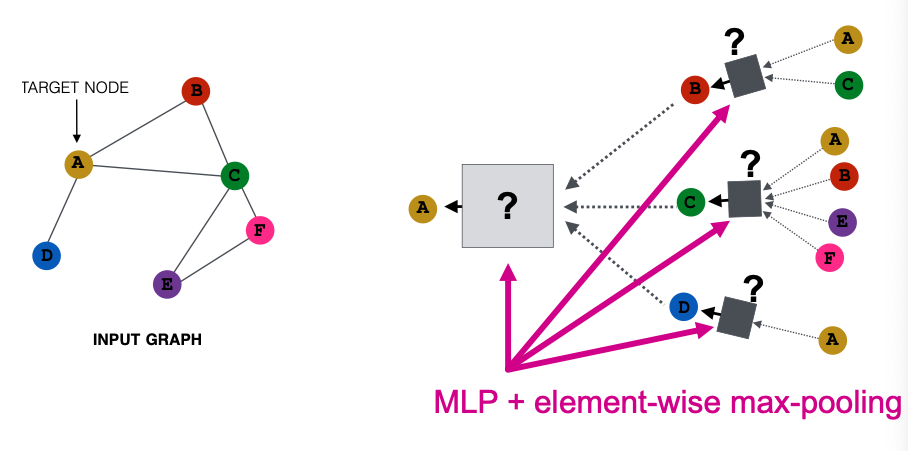 TARGET NODE
B
A
C
F
D
E
INPUT GRAPH
?
A
B
C
?
A
B
C
E
F
?
A
?
D
A
MLP + element-wise max-pooling